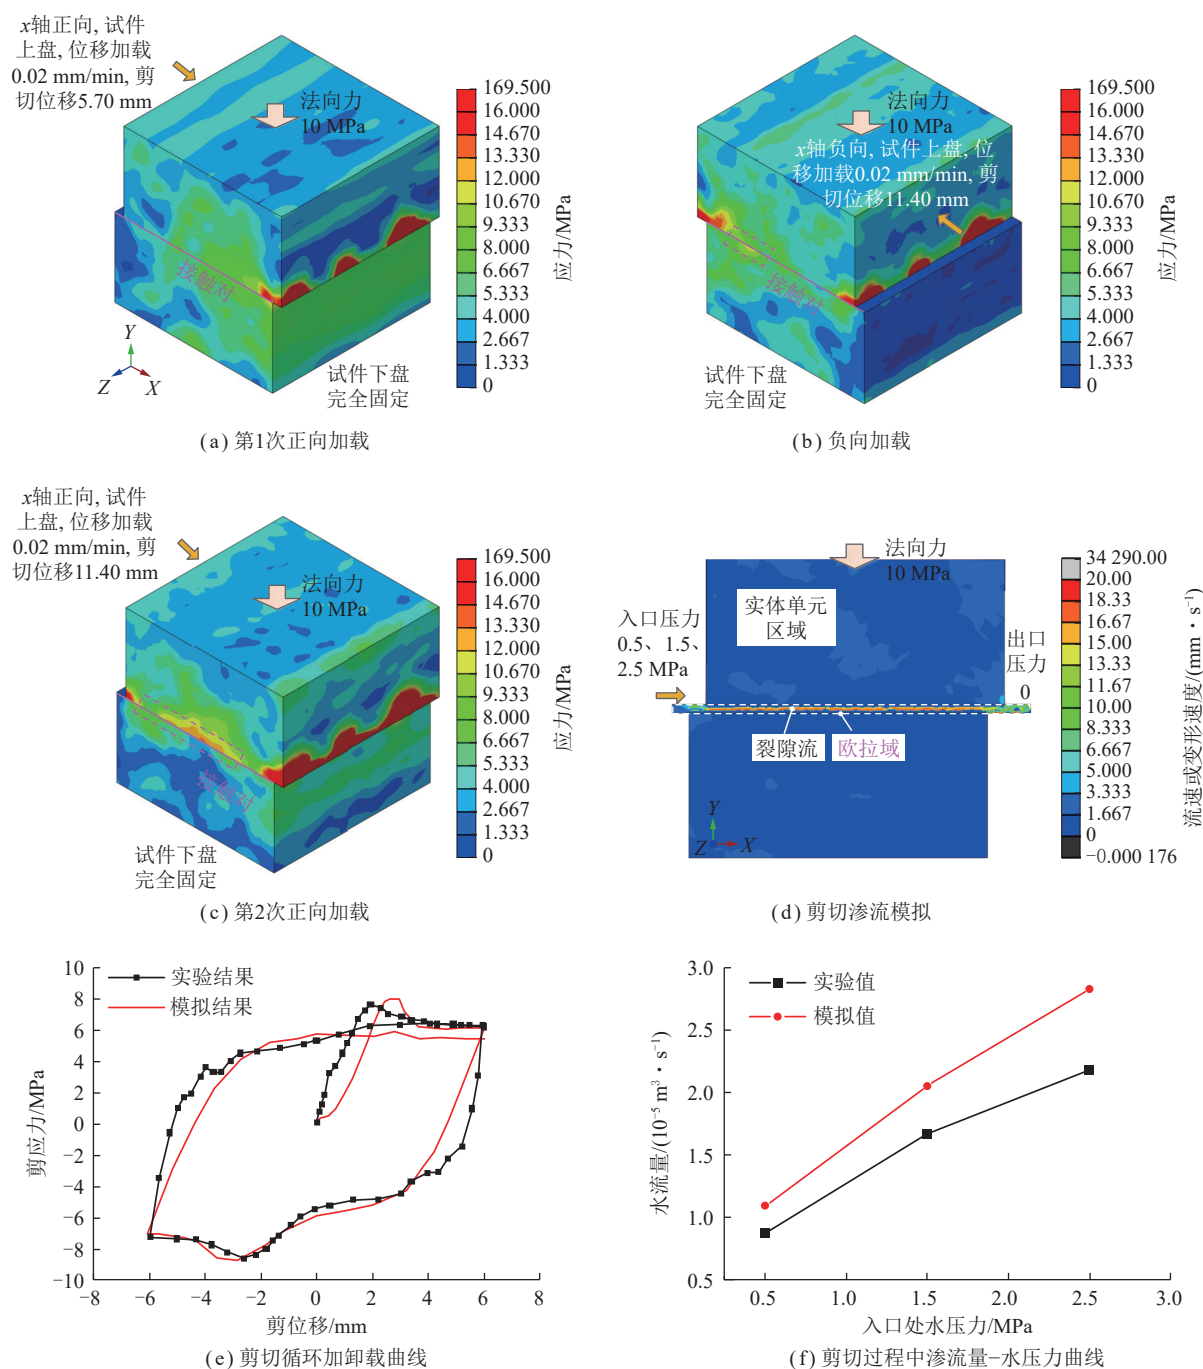 x轴正向, 试件
上盘, 位移加载
0.02 mm/min, 剪
切位移5.70 mm
法向力
10 MPa
接触对
Y
Z
X
试件下盘
完全固定
169.500
16.000
14.670
13.330
12.000
10.670
9.333
8.000
6.667
5.333
4.000
2.667
1.333
0
应力/MPa
(a) 第1次正向加载
法向力
10 MPa
x轴负向, 试件上盘, 位
移加载0.02 mm/min, 剪
切位移11.40 mm
接触对
试件下盘
完全固定
169.500
16.000
14.670
13.330
12.000
10.670
9.333
8.000
6.667
5.333
4.000
2.667
1.333
0
应力/MPa
(b) 负向加载
x轴正向, 试件
上盘, 位移加载
0.02 mm/min, 剪
切位移11.40 mm
法向力
10 MPa
接触对
试件下盘
完全固定
169.500
16.000
14.670
13.330
12.000
10.670
9.333
8.000
6.667
5.333
4.000
2.667
1.333
0
应力/MPa
(c) 第2次正向加载
法向力
10 MPa
实体单元
区域
入口压力
0.5、1.5、
2.5 MPa
出口
压力
0
裂隙流
欧拉域
Y
Z
X
34 290.00
20.00
18.33
16.67
15.00
13.33
11.67
10.00
8.333
6.667
5.000
3.333
1.667
0
−0.000 176
流速或变形速度/(mm·s⁻¹)
(d) 剪切渗流模拟
实验结果
模拟结果
10
8
6
4
2
0
−2
−4
−6
−8
−10
剪应力/MPa
−8
−6
−4
−2
0
2
4
6
8
剪位移/mm
(e) 剪切循环加卸载曲线
实验值
模拟值
3.0
2.5
2.0
1.5
1.0
0.5
水流量/(10⁻⁵ m³·s⁻¹)
0.5
1.0
1.5
2.0
2.5
3.0
入口处水压力/MPa
(f) 剪切过程中渗流量−水压力曲线